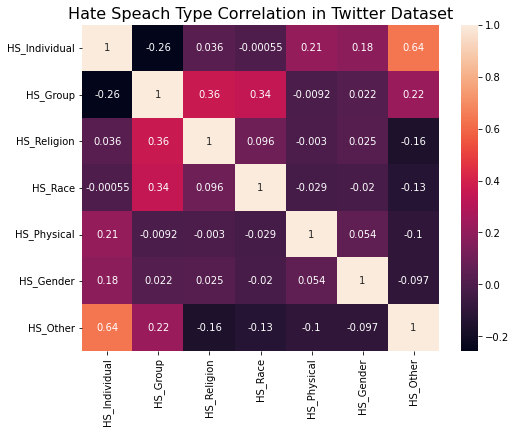 Hate Speach Type Correlation in Twitter Dataset
HS_Individual 1 -0.26 0.036 -0.00055 0.21 0.18 0.64
HS_Group -0.26 1 0.36 0.34 -0.0092 0.022 0.22
HS_Religion 0.036 0.36 1 0.096 -0.003 0.025 -0.16
HS_Race -0.00055 0.34 0.096 1 -0.029 -0.02 -0.13
HS_Physical 0.21 -0.0092 -0.003 -0.029 1 0.054 -0.1
HS_Gender 0.18 0.022 0.025 -0.02 0.054 1 -0.097
HS_Other 0.64 0.22 -0.16 -0.13 -0.1 -0.097 1
HS_Individual HS_Group HS_Religion HS_Race HS_Physical HS_Gender HS_Other
1.0
0.8
0.6
0.4
0.2
0.0
−0.2